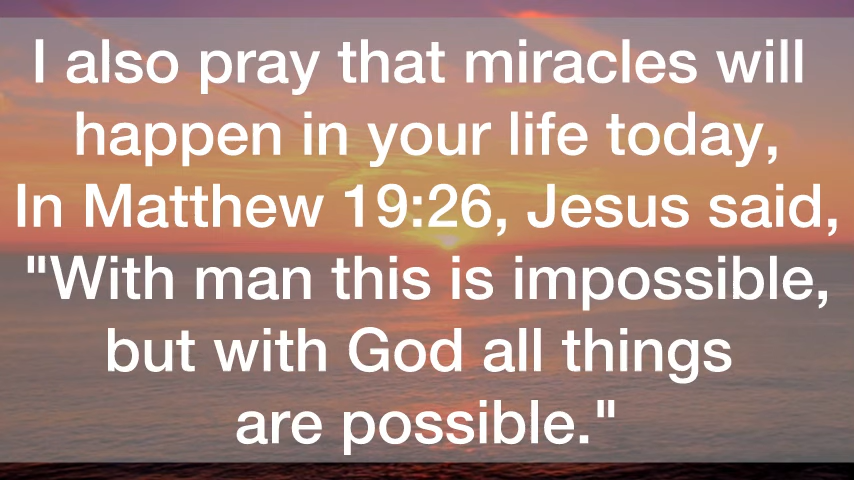 I also pray that miracles will
happen in your life today,
In Matthew 19:26, Jesus said,
"With man this is impossible,
but with God all things
are possible."